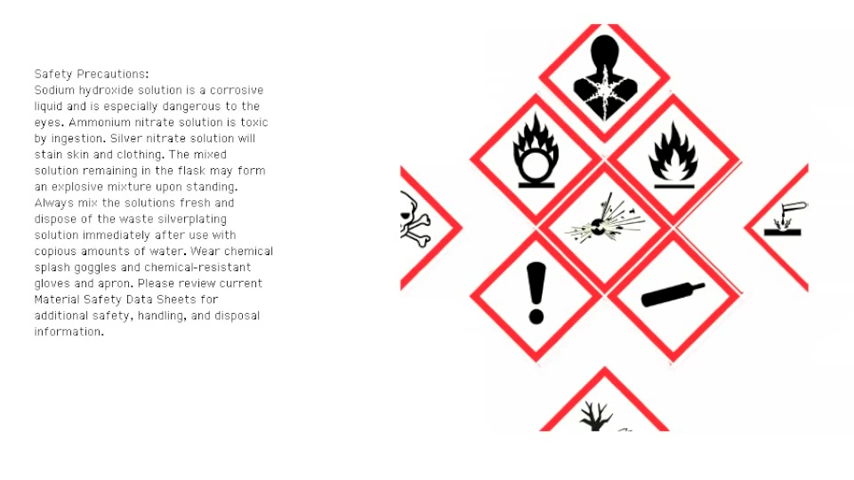 Safety Precautions:
Sodium hydroxide solution is a corrosive
liquid and is especially dangerous to the
eyes. Ammonium nitrate solution is toxic
by ingestion. Silver nitrate solution will
stain skin and clothing. The mixed
solution remaining in the flask may form
an explosive mixture upon standing.
Always mix the solutions fresh and
dispose of the waste silverplating
solution immediately after use with
copious amounts of water. Wear chemical
splash goggles and chemical-resistant
gloves and apron. Please review current
Material Safety Data Sheets for
additional safety, handling, and disposal
information.